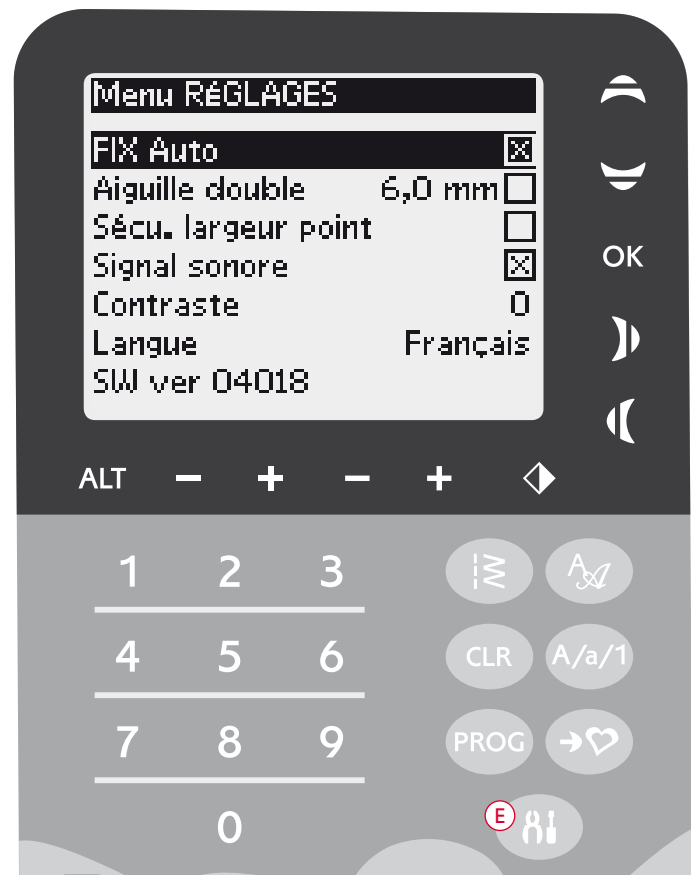 Menu RéGLAGES
FIX Auto
Aiguille double 6,0 mm
Sécu. largeur point
Signal sonore
Contraste 0
Langue Français
SW ver 04018
OK
ALT - + - +
1 2 3
4 5 6
CLR A/a/1
7 8 9
PROG
0
E